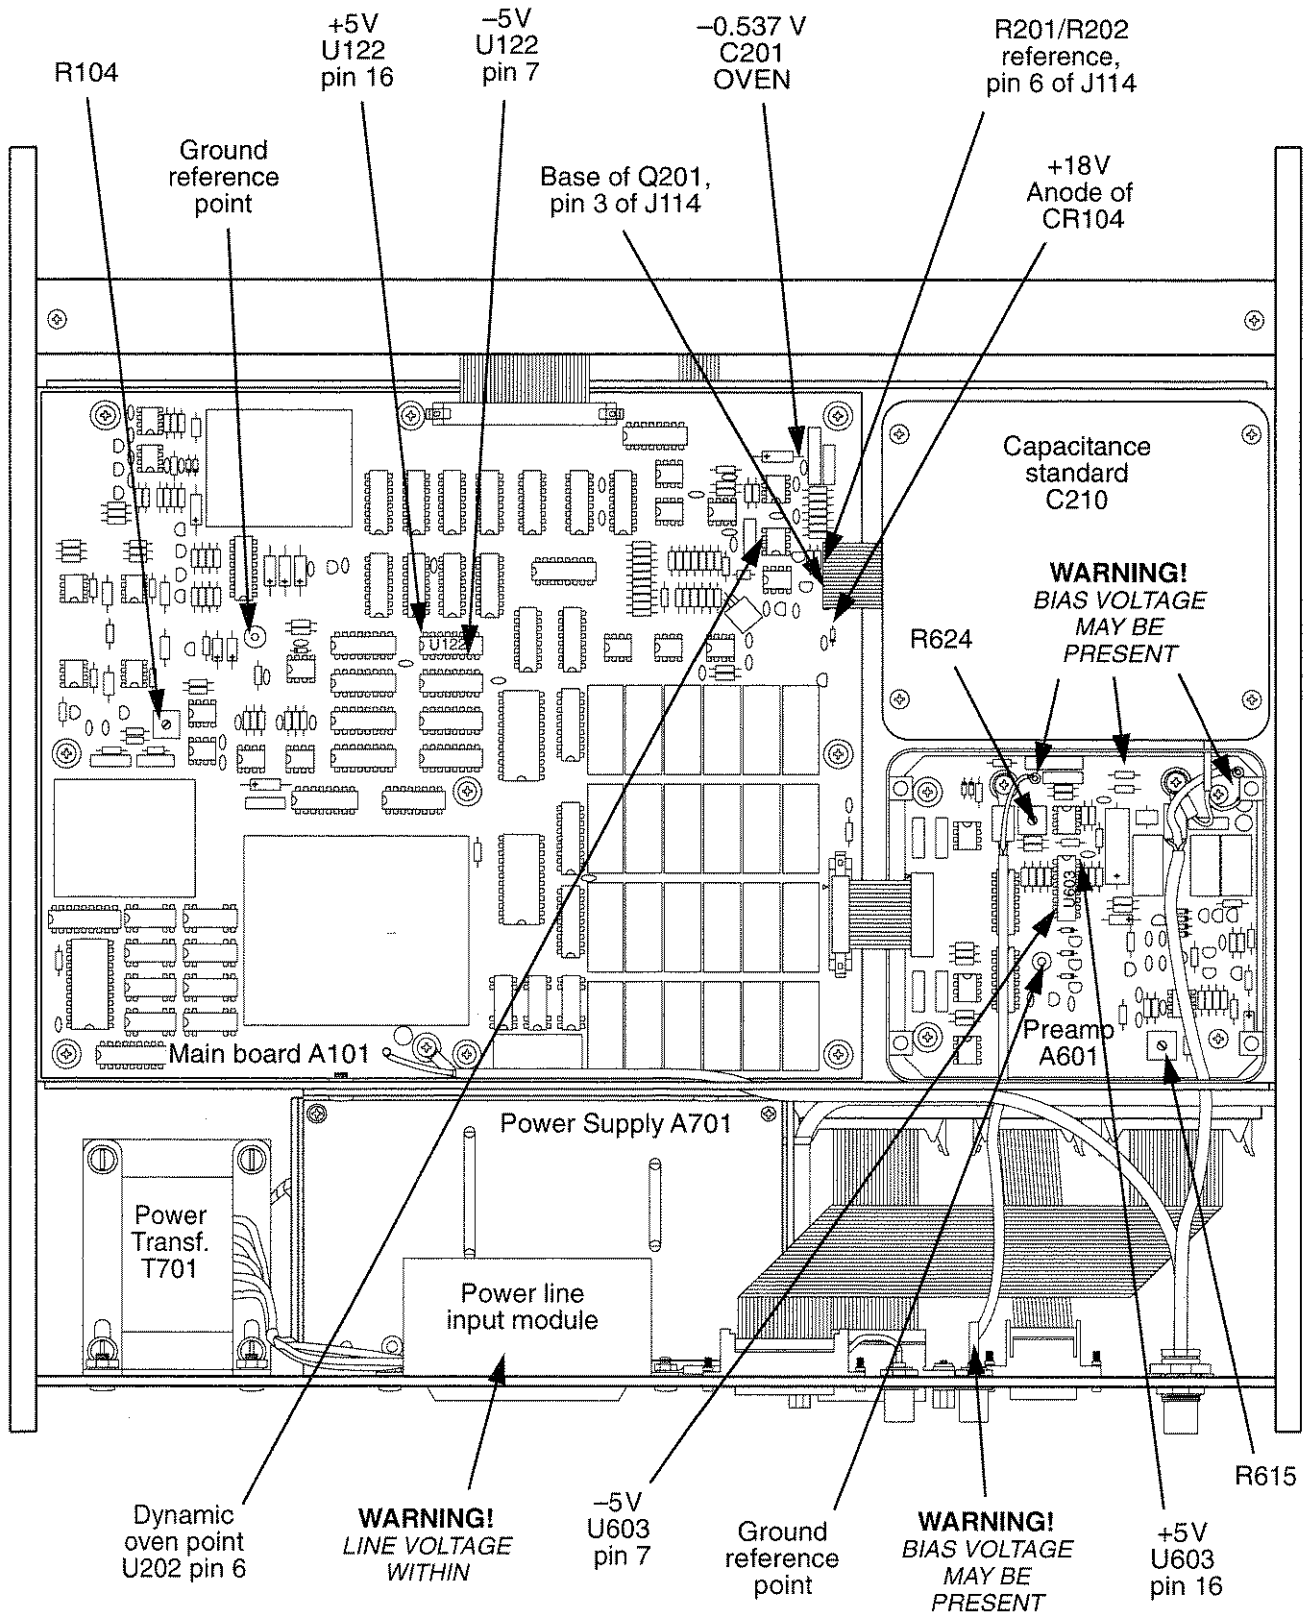 R104
+5V
U122
pin 16
–5V
U122
pin 7
–0.537 V
C201
OVEN
R201/R202
reference,
pin 6 of J114
Ground
reference
point
Base of Q201,
pin 3 of J114
+18V
Anode of
CR104
Capacitance
standard
C210
WARNING!
BIAS VOLTAGE
MAY BE
PRESENT
R624
U122
U603
Main board A101
Preamp
A601
Power Supply A701
Power
Transf.
T701
Power line
input module
R615
Dynamic
oven point
U202 pin 6
WARNING!
LINE VOLTAGE
WITHIN
–5V
U603
pin 7
Ground
reference
point
WARNING!
BIAS VOLTAGE
MAY BE
PRESENT
+5V
U603
pin 16